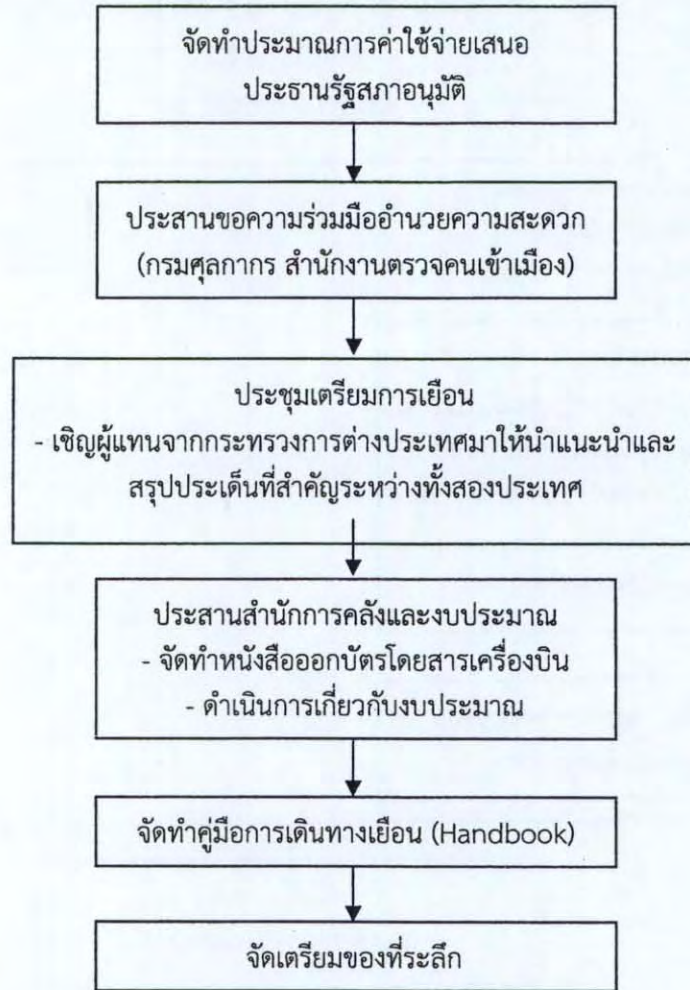 จัดทำประมาณการค่าใช้จ่ายเสนอ
ประธานรัฐสภาอนุมัติ
ประสานขอความร่วมมืออำนวยความสะดวก
(กรมศุลกากร สำนักงานตรวจคนเข้าเมือง)
ประชุมเตรียมการเยือน
- เชิญผู้แทนจากกระทรวงการต่างประเทศมาให้นำแนะนำและ
สรุปประเด็นที่สำคัญระหว่างทั้งสองประเทศ
ประสานสำนักการคลังและงบประมาณ
- จัดทำหนังสือออกบัตรโดยสารเครื่องบิน
- ดำเนินการเกี่ยวกับงบประมาณ
จัดทำคู่มือการเดินทางเยือน (Handbook)
จัดเตรียมของที่ระลึก